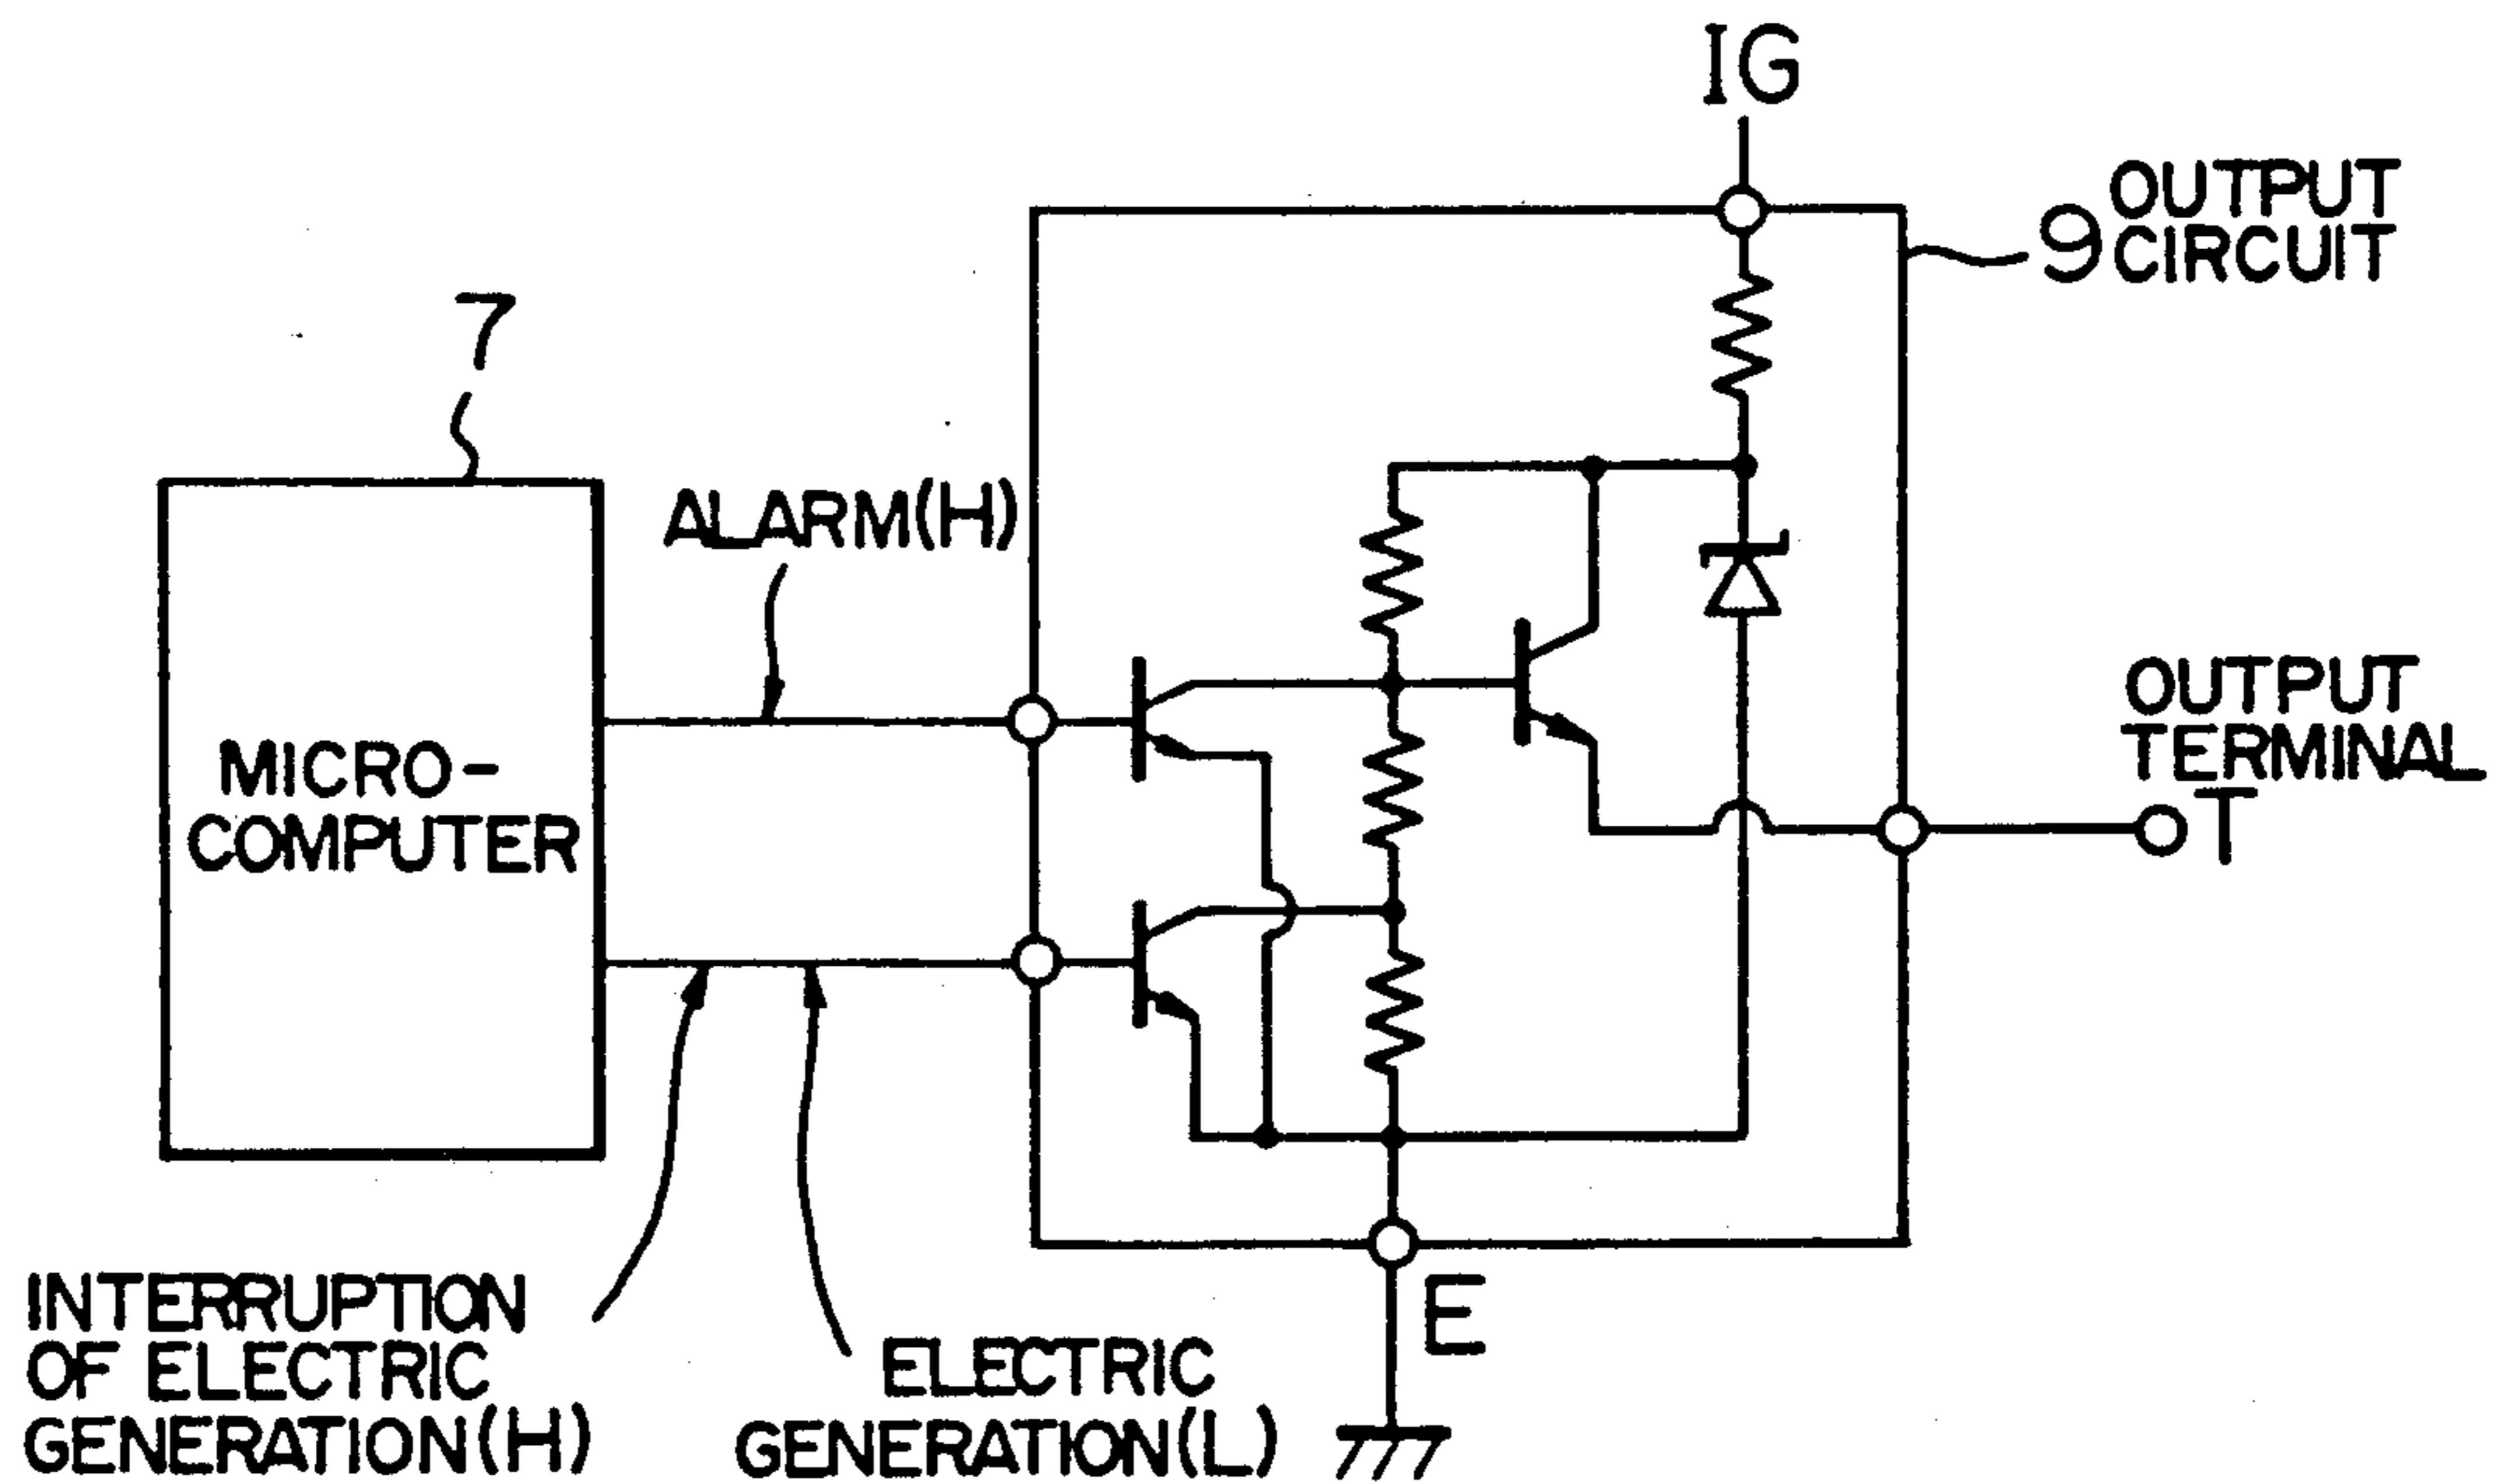 IG
9 OUTPUT
CIRCUIT
7
ALARM(H)
MICRO-
COMPUTER
OUTPUT
TERMINAL
T
INTERRUPTION
OF ELECTRIC
GENERATION(H)
ELECTRIC
GENERATION(L)
E